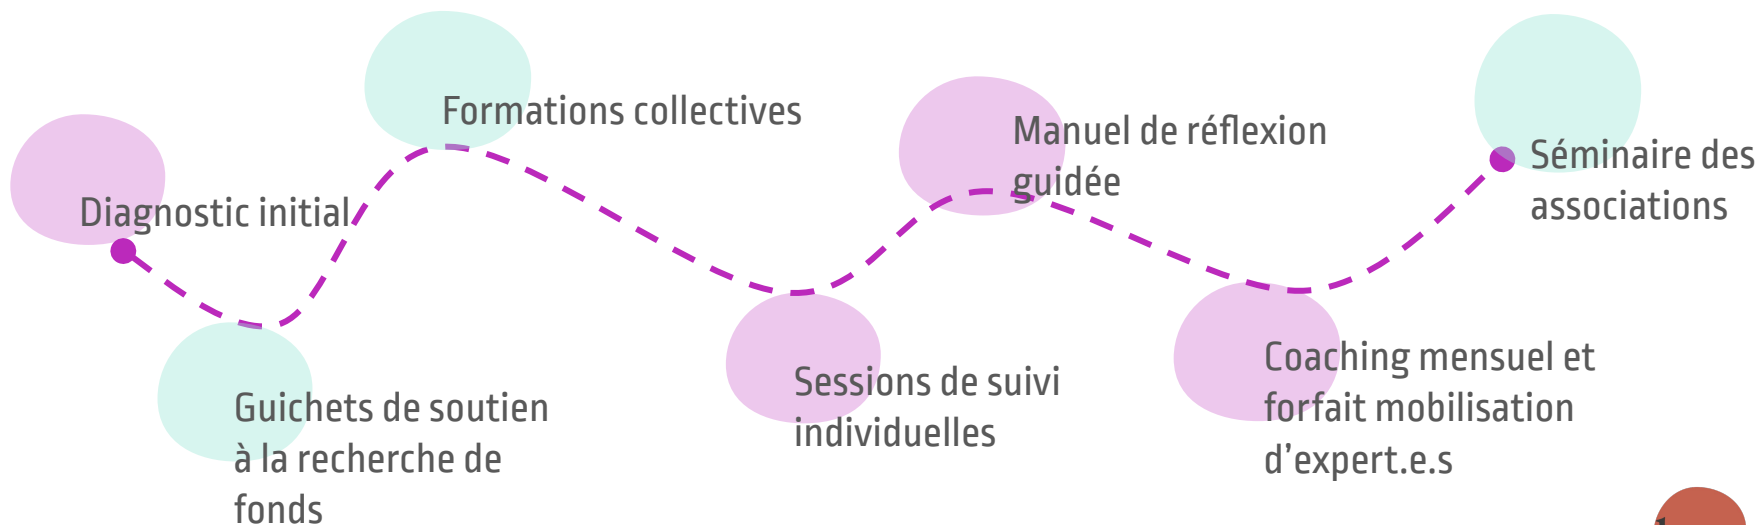 Diagnostic initial
Guichets de soutien
à la recherche de
fonds
Formations collectives
Sessions de suivi
individuelles
Manuel de réflexion
guidée
Coaching mensuel et
forfait mobilisation
d’expert.e.s
Séminaire des
associations